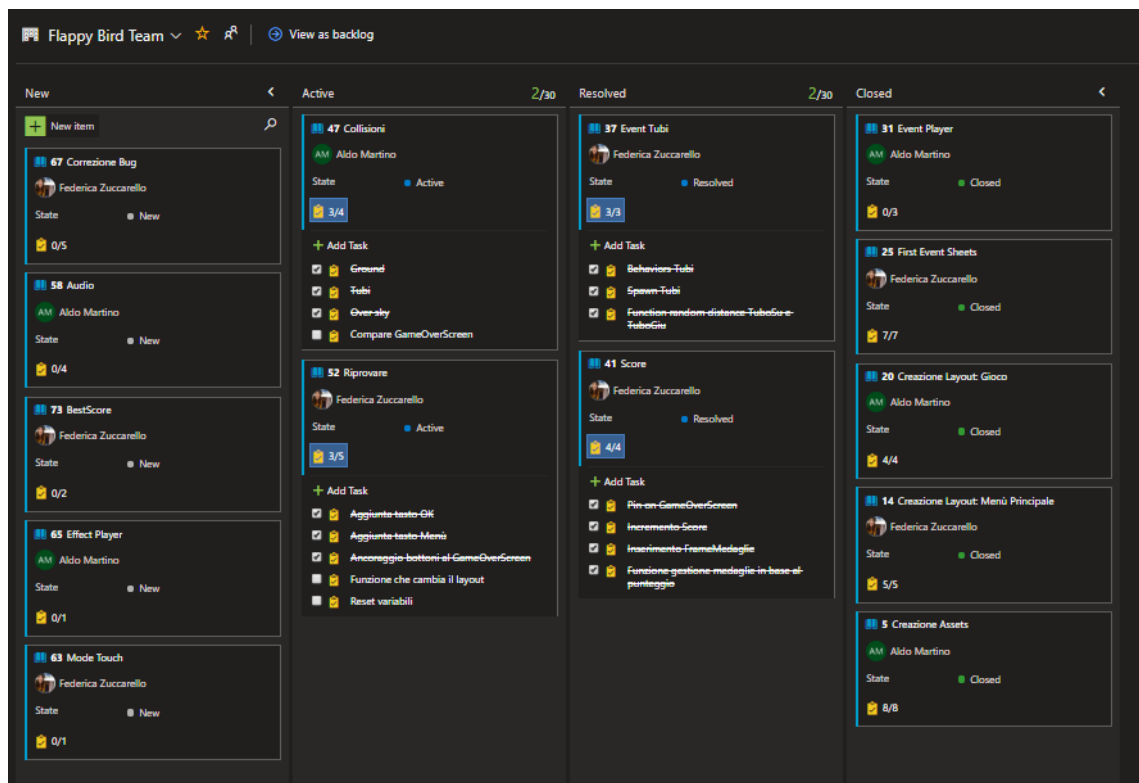 Flappy Bird Team
View as backlog
New
New item
67 Correzione Bug
Federica Zuccarello
State New
0/5
58 Audio
AM Aldo Martino
State New
0/4
73 BestScore
Federica Zuccarello
State New
0/2
65 Effect Player
AM Aldo Martino
State New
0/1
63 Mode Touch
Federica Zuccarello
State New
0/1
Active 2/30
47 Collisioni
AM Aldo Martino
State Active
3/4
Add Task
Ground
Tubi
Over sky
Compare GameOverScreen
52 Riprovare
Federica Zuccarello
State Active
3/5
Add Task
Aggiunta tasto OK
Aggiunta tasto Menù
Ancoraggio bottoni al GameOverScreen
Funzione che cambia il layout
Reset variabili
Resolved 2/30
37 Event Tubi
Federica Zuccarello
State Resolved
3/3
Add Task
Behaviors Tubi
Spawn Tubi
Function random distance TuboSu e
TuboGiu
41 Score
Federica Zuccarello
State Resolved
4/4
Add Task
Pin on GameOverScreen
Incremento Score
Inserimento FrameMedaglie
Funzione gestione medaglie in base al
punteggio
Closed
31 Event Player
AM Aldo Martino
State Closed
0/3
25 First Event Sheets
Federica Zuccarello
State Closed
7/7
20 Creazione Layout: Gioco
AM Aldo Martino
State Closed
4/4
14 Creazione Layout: Menù Principale
Federica Zuccarello
State Closed
5/5
5 Creazione Assets
AM Aldo Martino
State Closed
8/8